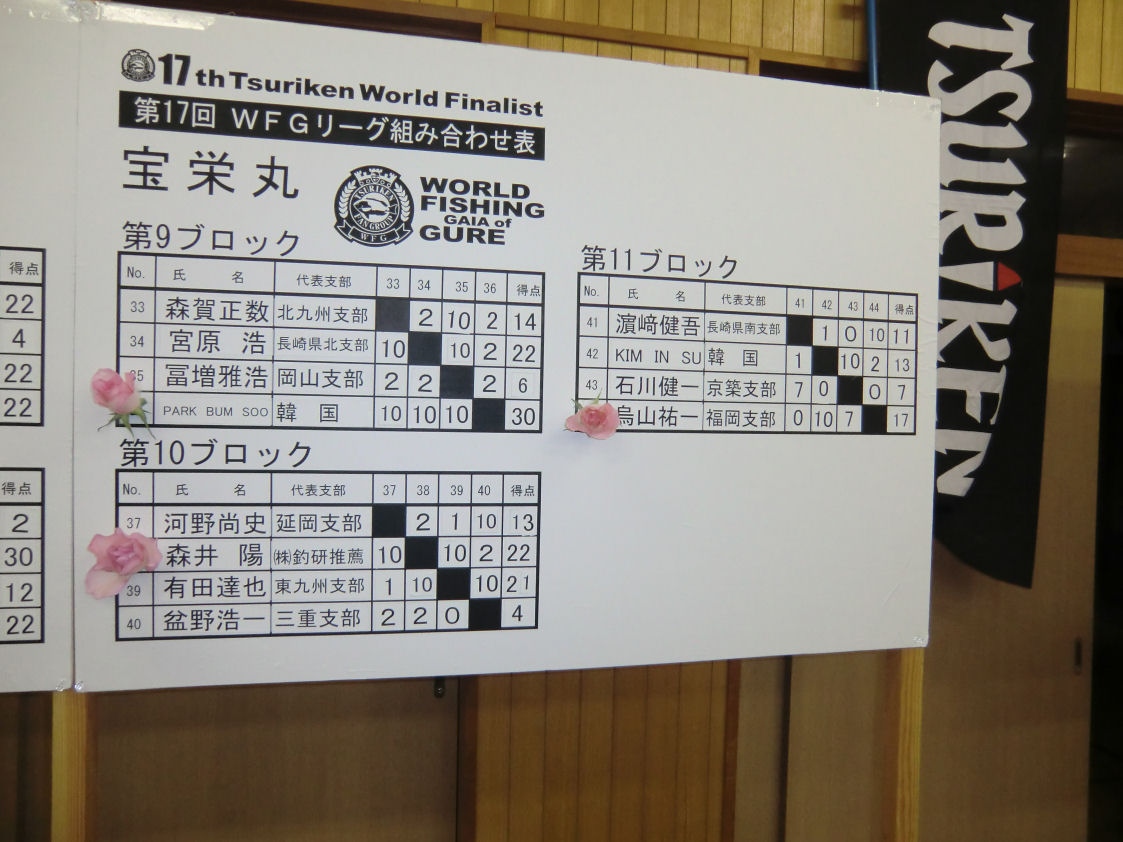 得点
22
4
22
22
得点
2
30
12
22
17th Tsuriken World Finalist
第17回 WFGリーグ組み合わせ表
宝栄丸
TSURIKEN FAN GROUP
WFG
WORLD
FISHING
GAIA of
GURE
第9ブロック
No. 氏 名 代表支部 33 34 35 36 得点
33 森賀正数 北九州支部 2 10 2 14
34 宮原 浩 長崎県北支部 10 10 2 22
35 冨増雅浩 岡山支部 2 2 2 6
PARK BUM SOO 韓 国 10 10 10 30
第10ブロック
No. 氏 名 代表支部 37 38 39 40 得点
37 河野尚史 延岡支部 2 1 10 13
森井 陽 ㈱釣研推薦 10 10 2 22
39 有田達也 東九州支部 1 10 10 21
40 盆野浩一 三重支部 2 2 0 4
第11ブロック
No. 氏 名 代表支部 41 42 43 44 得点
41 濵﨑健吾 長崎県南支部 1 0 10 11
42 KIM IN SU 韓 国 1 10 2 13
43 石川健一 京築支部 7 0 0 7
烏山祐一 福岡支部 0 10 7 17
TSURIKEN